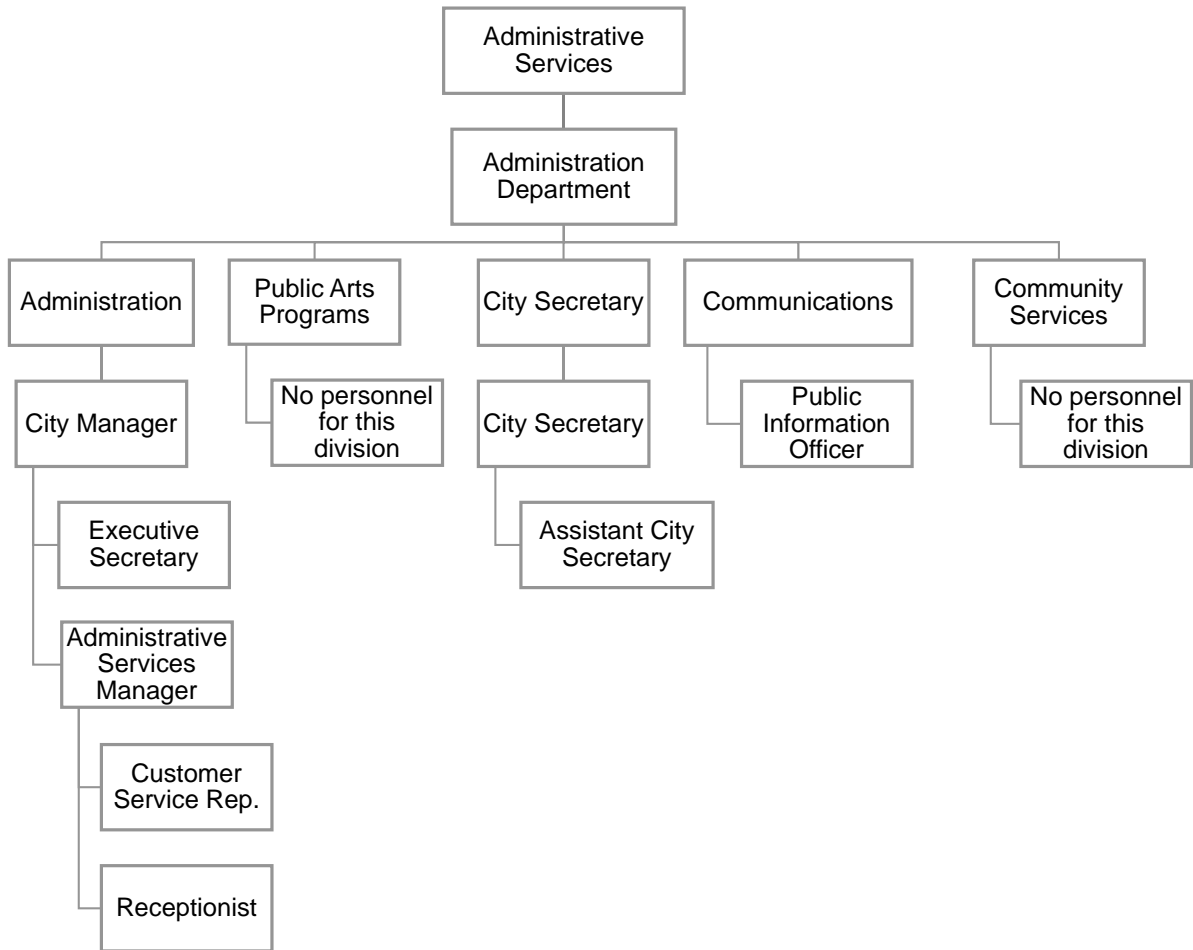 Administrative
Services
Administration
Department
Administration
Public Arts
Programs
City Secretary
Communications
Community
Services
City Manager
No personnel
for this
division
City Secretary
Public
Information
Officer
No personnel
for this
division
Executive
Secretary
Assistant City
Secretary
Administrative
Services
Manager
Customer
Service Rep.
Receptionist